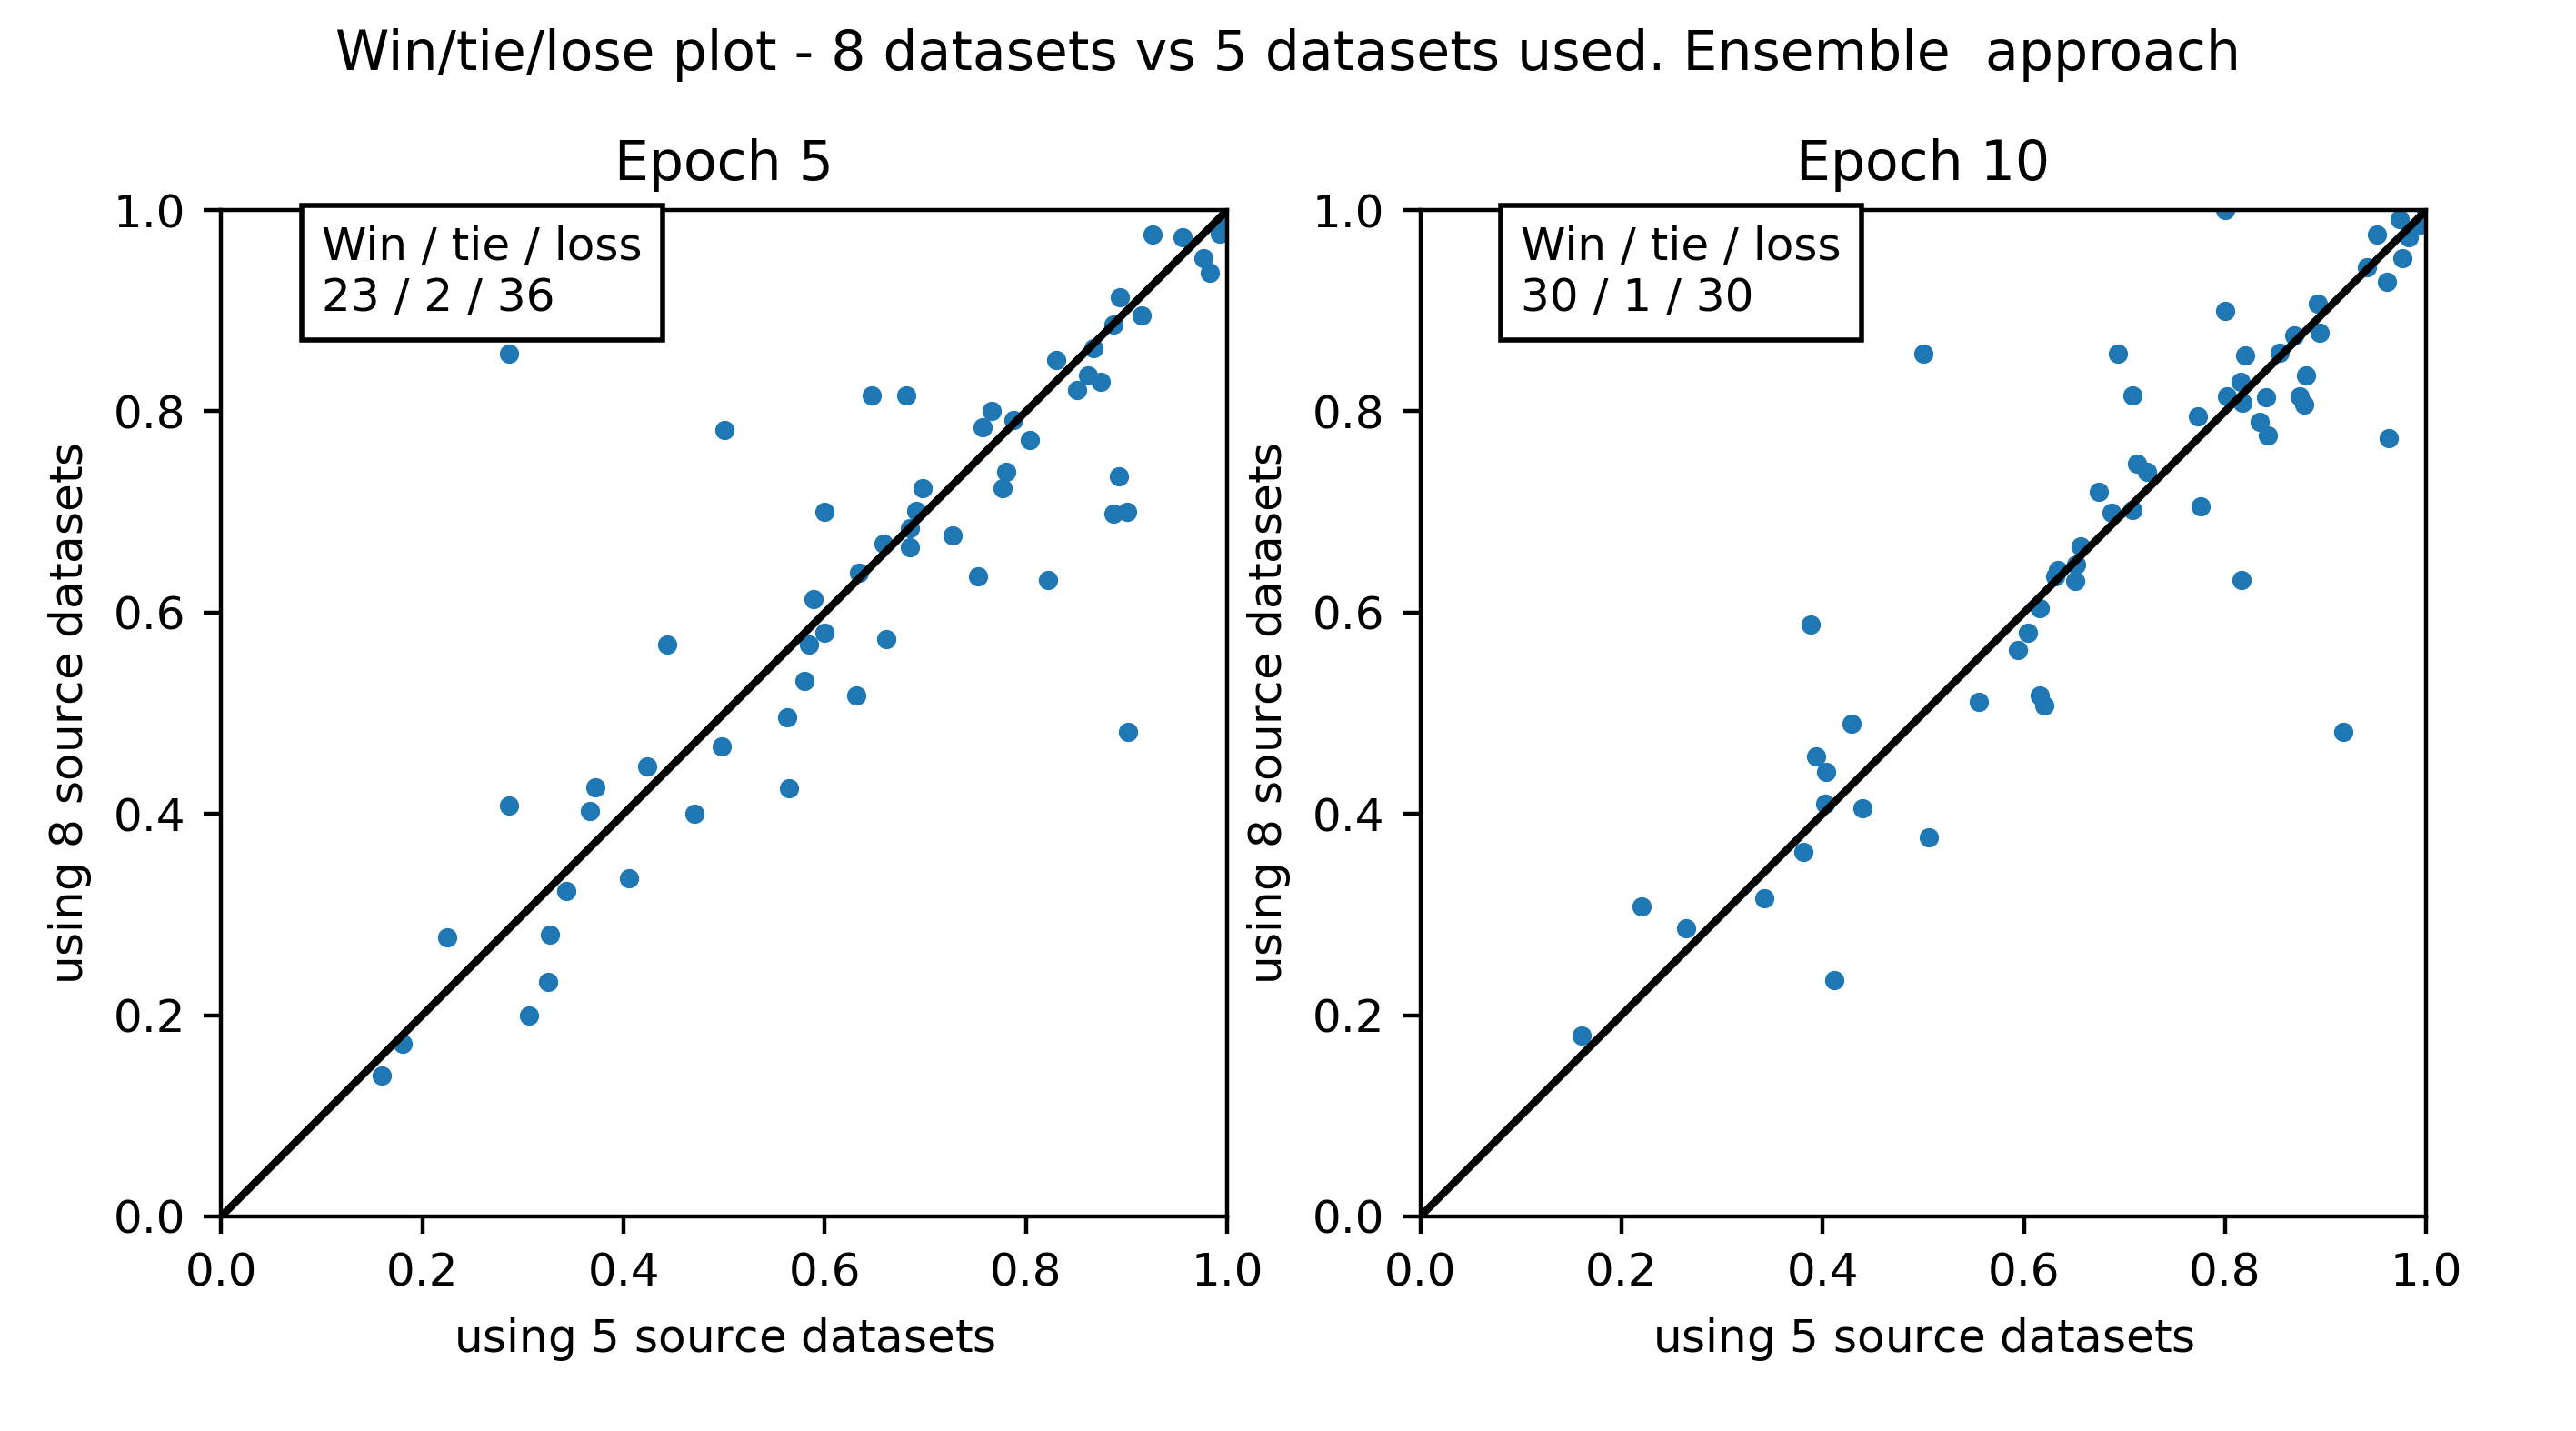 Win/tie/lose plot - 8 datasets vs 5 datasets used. Ensemble  approach
Epoch 5
Win / tie / loss
23 / 2 / 36
1.0
0.8
0.6
0.4
0.2
0.0
using 8 source datasets
0.0 0.2 0.4 0.6 0.8 1.0
using 5 source datasets
Epoch 10
Win / tie / loss
30 / 1 / 30
1.0
0.8
0.6
0.4
0.2
0.0
using 8 source datasets
0.0 0.2 0.4 0.6 0.8 1.0
using 5 source datasets